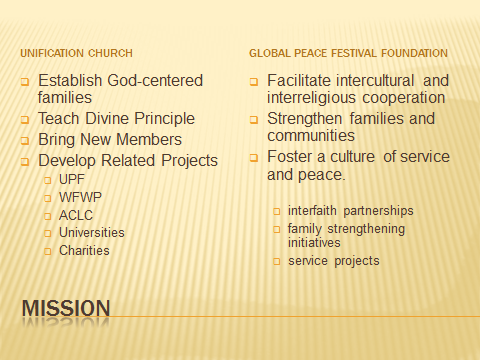 UNIFICATION CHURCH
Establish God-centered
families
Teach Divine Principle
Bring New Members
Develop Related Projects
UPF
WFWP
ACLC
Universities
Charities
GLOBAL PEACE FESTIVAL FOUNDATION
Facilitate intercultural and
interreligious cooperation
Strengthen families and
communities
Foster a culture of service
and peace.
interfaith partnerships
family strengthening
initiatives
service projects
MISSION